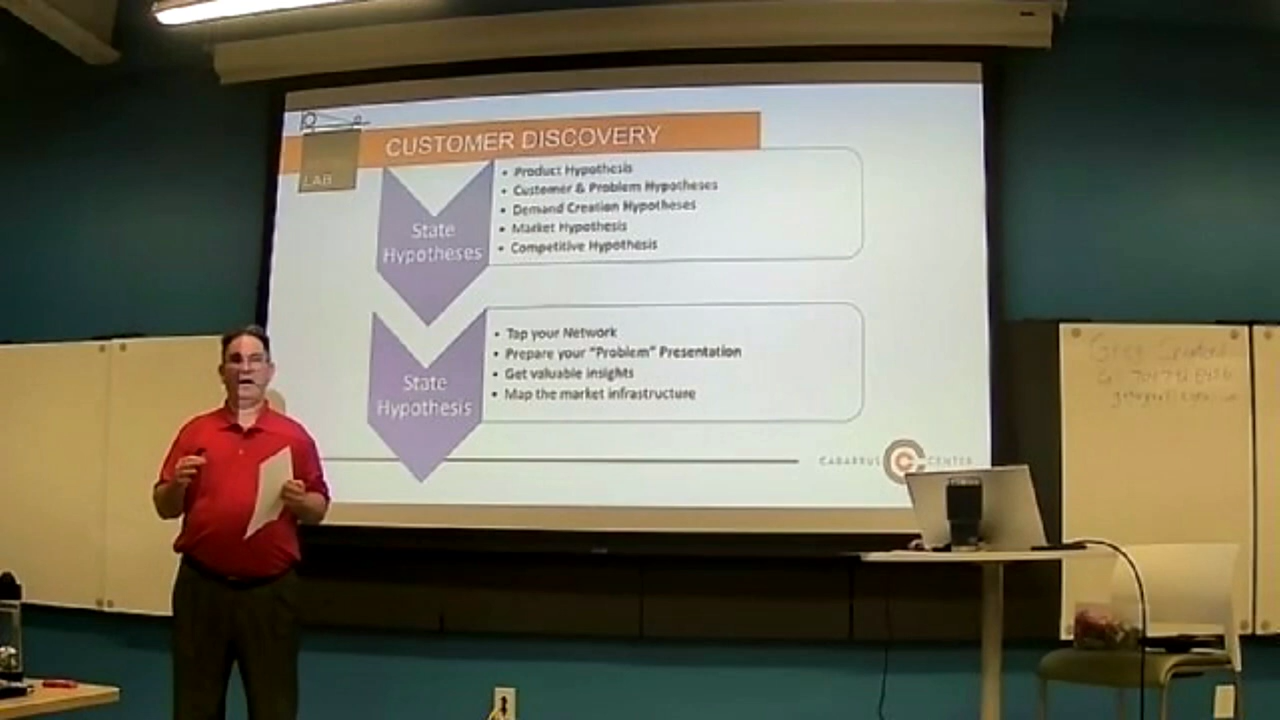 CUSTOMER DISCOVERY
LAB
State
Hypotheses
• Product Hypothesis
• Customer & Problem Hypotheses
• Demand Creation Hypotheses
• Market Hypothesis
• Competitive Hypothesis
State
Hypothesis
• Tap your Network
• Prepare your “Problem” Presentation
• Get valuable insights
• Map the market infrastructure
CABARRUS CENTER
Greg